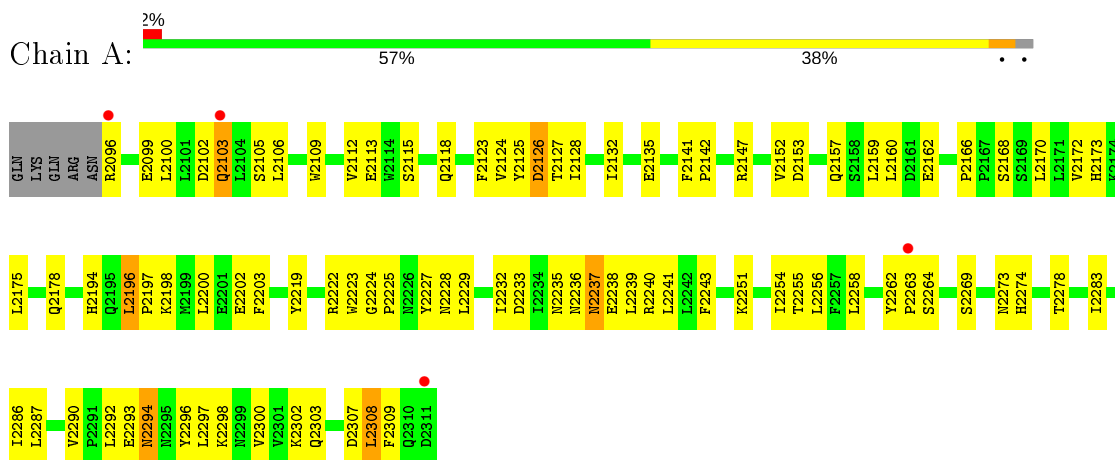 2%
Chain A:
57% 38% • •
GLN LYS GLN ARG ASN R2096 E2099 L2100 L2101 D2102 Q2103 L2104 S2105 L2106 W2109 V2112 E2113 W2114 S2115 Q2118 F2123 V2124 Y2125 D2126 T2127 I2128 I2132 E2135 F2141 P2142 R2147 V2152 D2153 Q2157 S2158 L2159 L2160 D2161 E2162 P2166 P2167 S2168 S2169 L2170 L2171 V2172 H2173 K2174
L2175 Q2178 H2194 Q2195 L2196 P2197 K2198 M2199 L2200 E2201 E2202 F2203 Y2219 R2222 W2223 G2224 P2225 N2226 Y2227 N2228 L2229 I2232 D2233 I2234 N2235 N2236 N2237 E2238 L2239 R2240 L2241 L2242 F2243 K2251 I2254 T2255 L2256 F2257 L2258 Y2262 P2263 S2264 S2269 N2273 H2274 T2278 I2283
I2286 L2287 V2290 P2291 L2292 E2293 N2294 N2295 Y2296 L2297 K2298 N2299 V2300 V2301 K2302 Q2303 D2307 L2308 F2309 Q2310 D2311